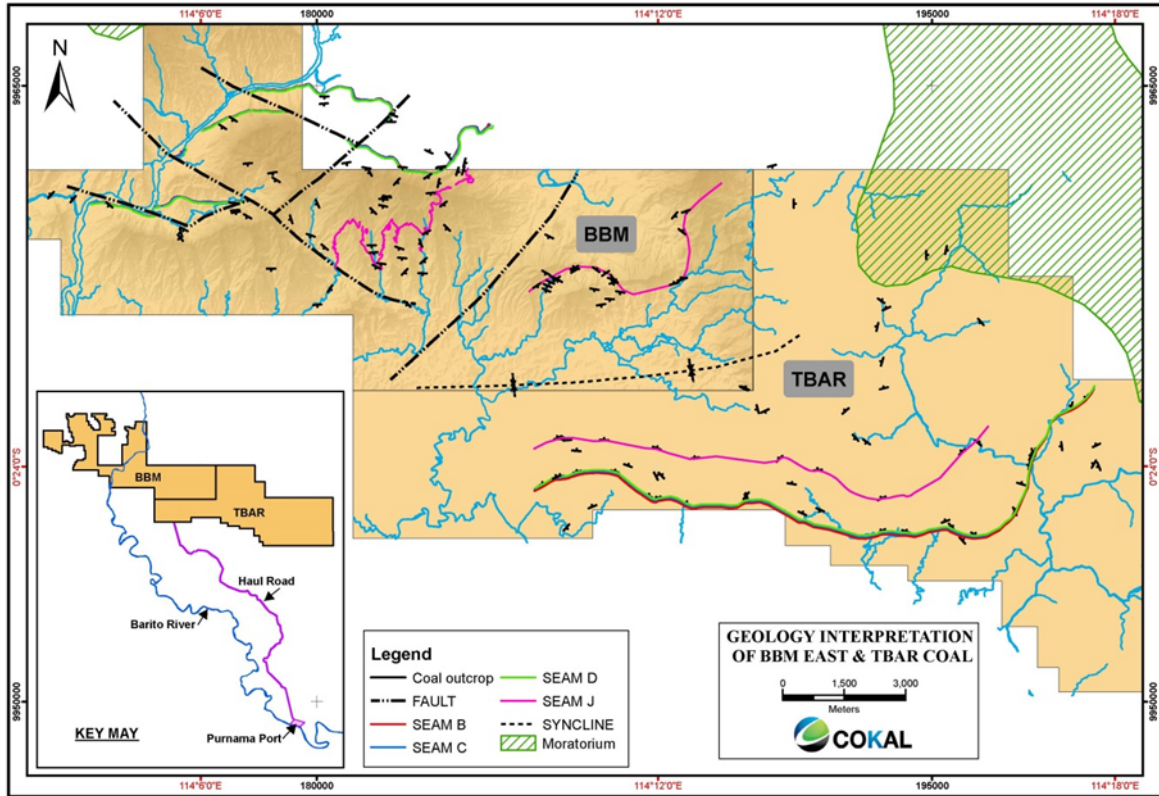 114°6'0"E
180000
114°12'0"E
195000
114°18'0"E
N
9965000
9965000
BBM
TBAR
0°24'0"S
0°24'0"S
BBM
TBAR
Haul Road
Barito River
Purnama Port
KEY MAY
Legend
Coal outcrop
FAULT
SEAM B
SEAM C
SEAM D
SEAM J
SYNCLINE
Moratorium
GEOLOGY INTERPRETATION
OF BBM EAST & TBAR COAL
0 1,500 3,000
Meters
COKAL
9950000
9950000
114°6'0"E
180000
114°12'0"E
195000
114°18'0"E